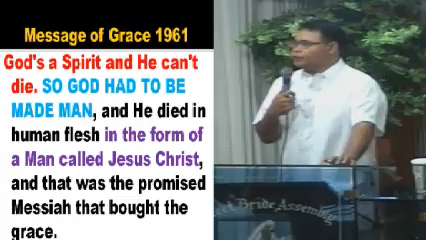 Message of Grace 1961
God's a Spirit and He can't
die. SO GOD HAD TO BE
MADE MAN, and He died in
human flesh in the form of
a Man called Jesus Christ,
and that was the promised
Messiah that bought the
grace.
Bride Assembly